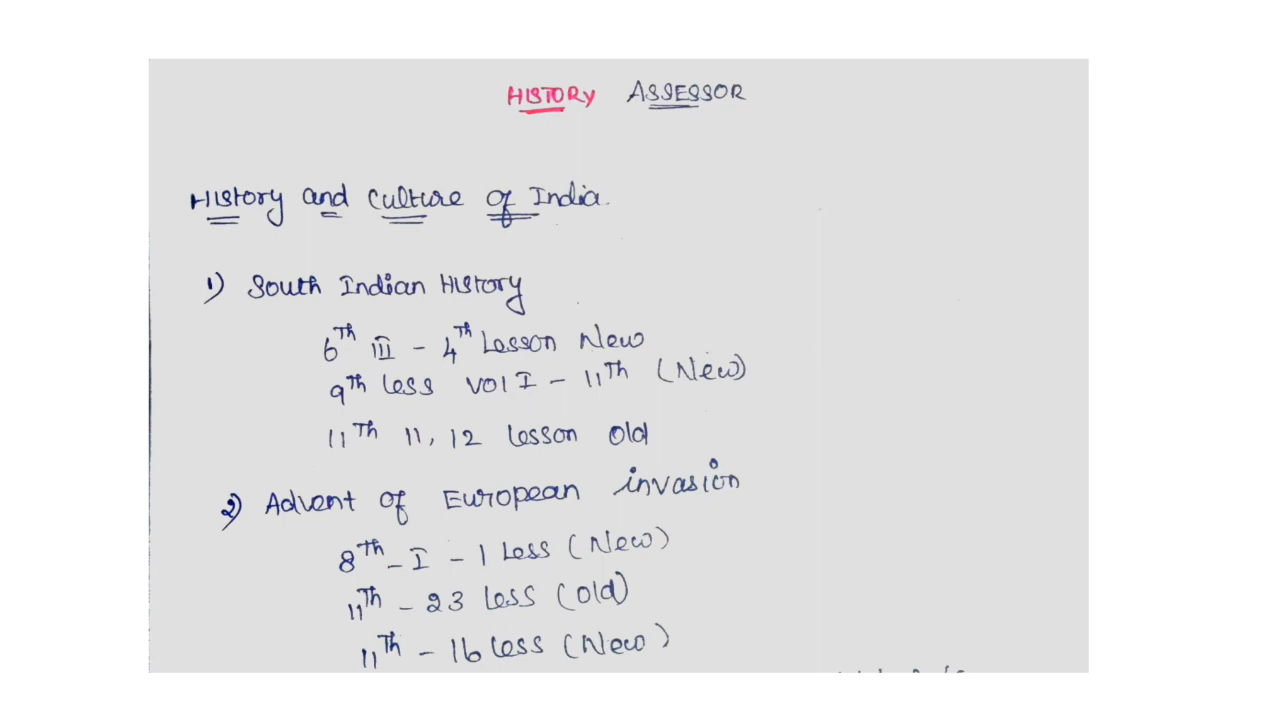 HISTORY ASSESSOR
History and Culture of India.
1) South Indian History
6Th III - 4Th Lesson New
9Th Less Vol I - 11Th (New)
11Th 11, 12 Lesson Old
2) Advent of European invasion
8Th - I - 1 Less (New)
11Th - 23 Less (Old)
11Th - 16 Less (New)